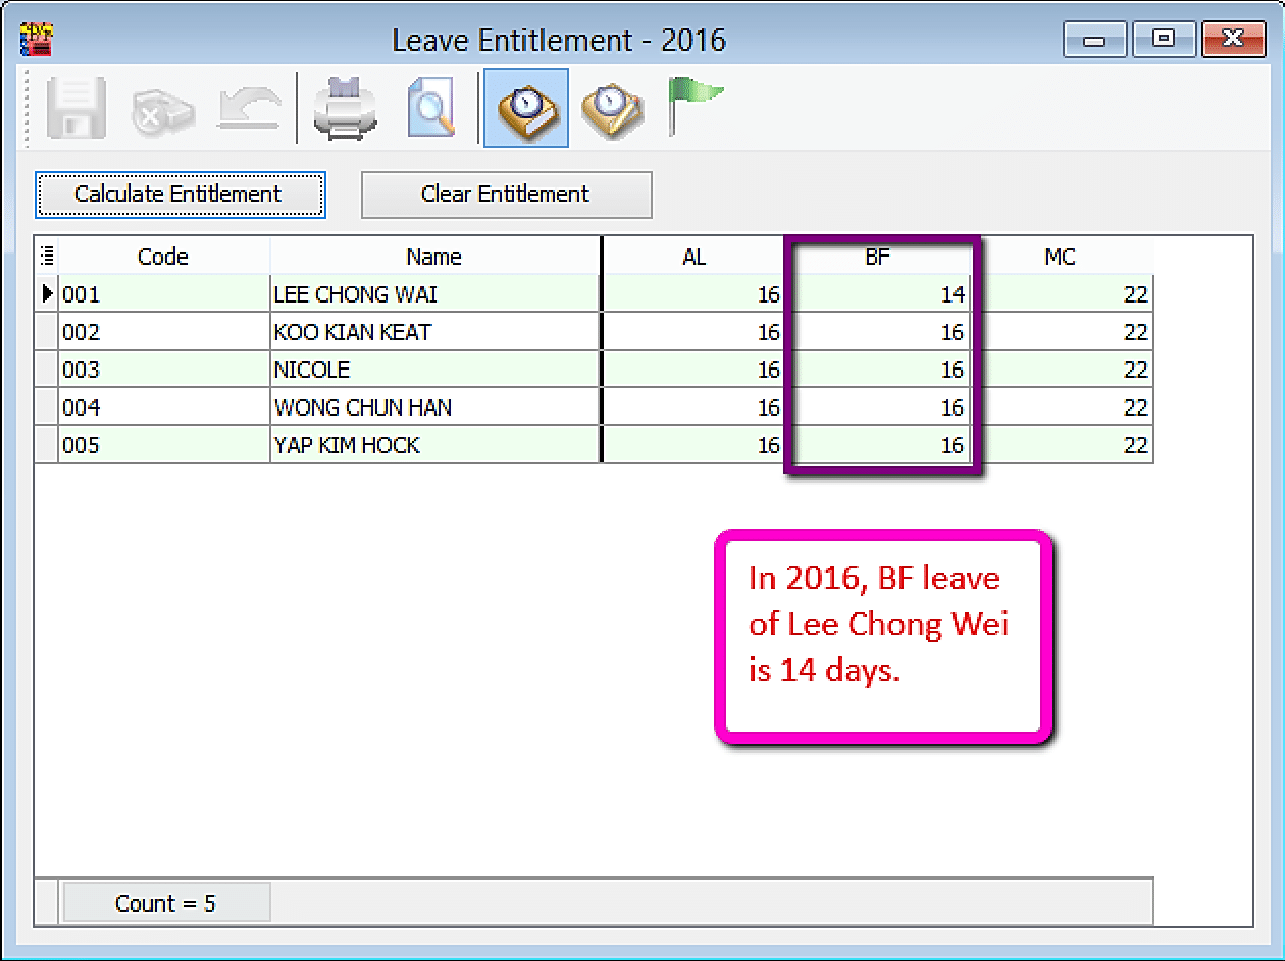 Leave Entitlement - 2016
Calculate Entitlement Clear Entitlement
Code Name AL BF MC
001 LEE CHONG WAI 16 14 22
002 KOO KIAN KEAT 16 16 22
003 NICOLE 16 16 22
004 WONG CHUN HAN 16 16 22
005 YAP KIM HOCK 16 16 22
In 2016, BF leave
of Lee Chong Wei
is 14 days.
Count = 5